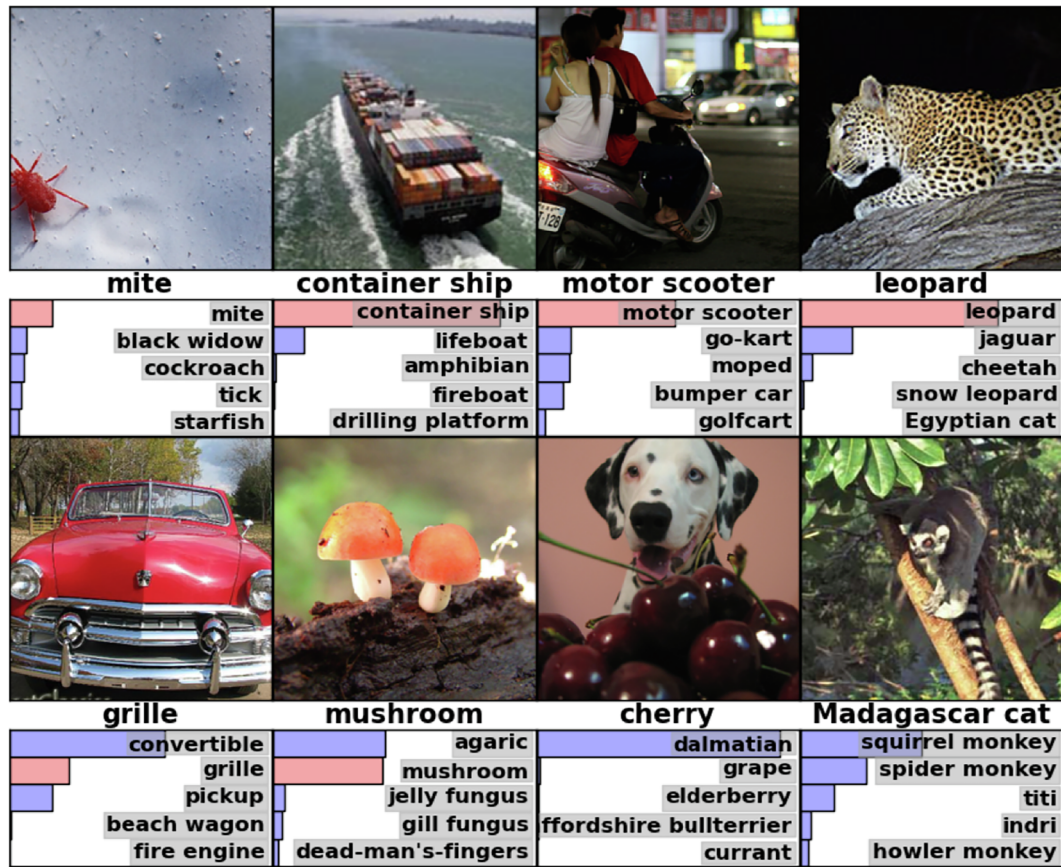 T-128
mite
container ship
motor scooter
leopard
mite
black widow
cockroach
tick
starfish
container ship
lifeboat
amphibian
fireboat
drilling platform
motor scooter
go-kart
moped
bumper car
golfcart
leopard
jaguar
cheetah
snow leopard
Egyptian cat
grille
mushroom
cherry
Madagascar cat
convertible
grille
pickup
beach wagon
fire engine
agaric
mushroom
jelly fungus
gill fungus
dead-man's-fingers
dalmatian
grape
elderberry
ffordshire bullterrier
currant
squirrel monkey
spider monkey
titi
indri
howler monkey